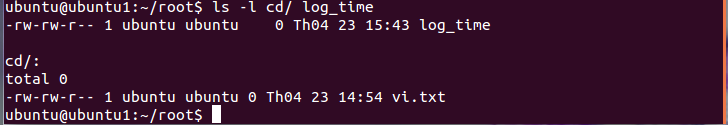 ubuntu@ubuntu1:~/root$ ls -l cd/ log_time
-rw-rw-r-- 1 ubuntu ubuntu    0 Th04 23 15:43 log_time

cd/:
total 0
-rw-rw-r-- 1 ubuntu ubuntu 0 Th04 23 14:54 vi.txt
ubuntu@ubuntu1:~/root$